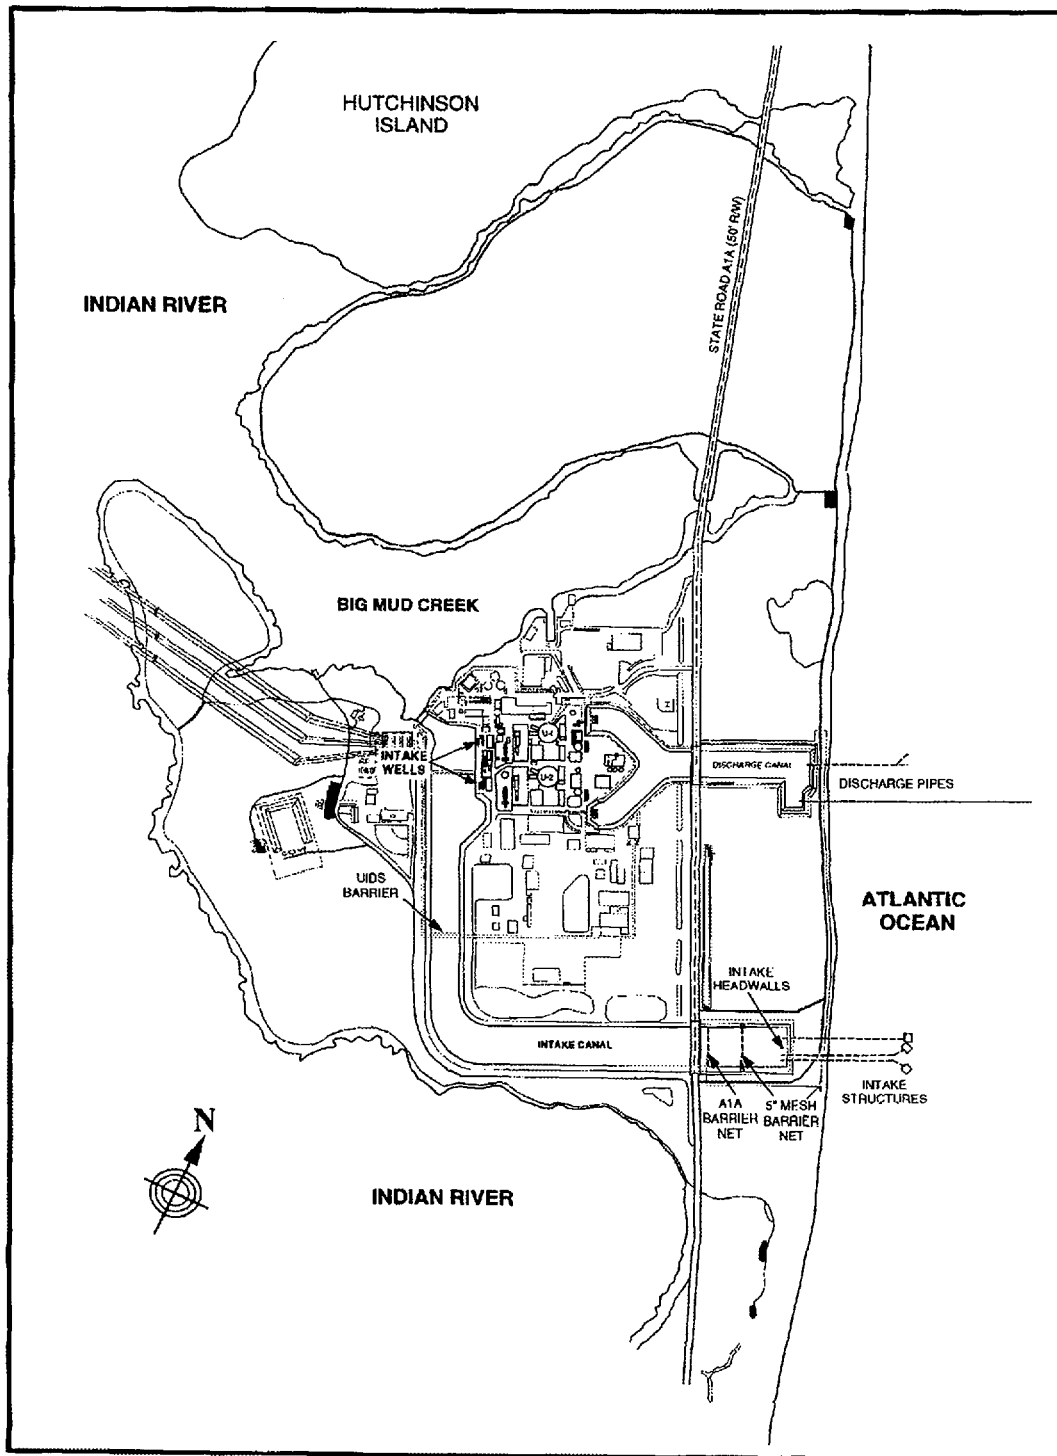 HUTCHINSON
ISLAND
INDIAN RIVER
STATE ROAD A1A (50' R/W)
BIG MUD CREEK
INTAKE
WELLS
U-1
U-2
DISCHARGE CANAL
DISCHARGE PIPES
UIDS
BARRIER
ATLANTIC
OCEAN
INTAKE
HEADWALLS
INTAKE CANAL
INTAKE
STRUCTURES
A1A
BARRIER
NET
5" MESH
BARRIER
NET
N
INDIAN RIVER